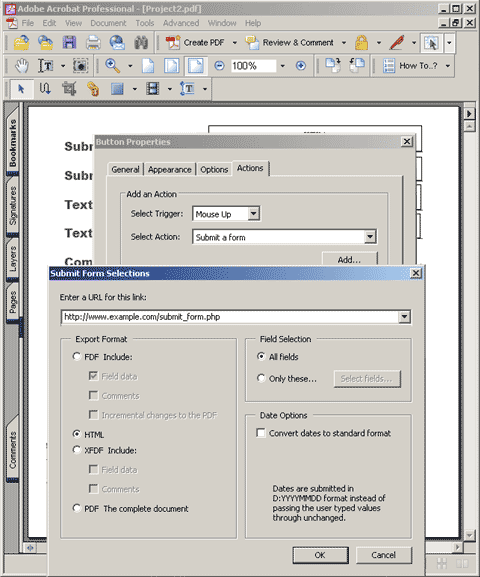 Adobe Acrobat Professional - [Project2.pdf]
File Edit View Document Tools Advanced Window Help
Create PDF Review & Comment
100% How To..?
Bookmarks
Signatures
Layers
Pages
Comments
Subm
Subm
Text
Text
Com
Button Properties
General Appearance Options Actions
Add an Action
Select Trigger: Mouse Up
Select Action: Submit a form
Add...
Submit Form Selections
Enter a URL for this link:
http://www.example.com/submit_form.php
Export Format
FDF Include:
Field data
Comments
Incremental changes to the PDF
HTML
XFDF Include:
Field data
Comments
PDF The complete document
Field Selection
All fields
Only these... Select fields...
Date Options
Convert dates to standard format
Dates are submitted in
D:YYYYMMDD format instead of
passing the user typed values
through unchanged.
OK Cancel